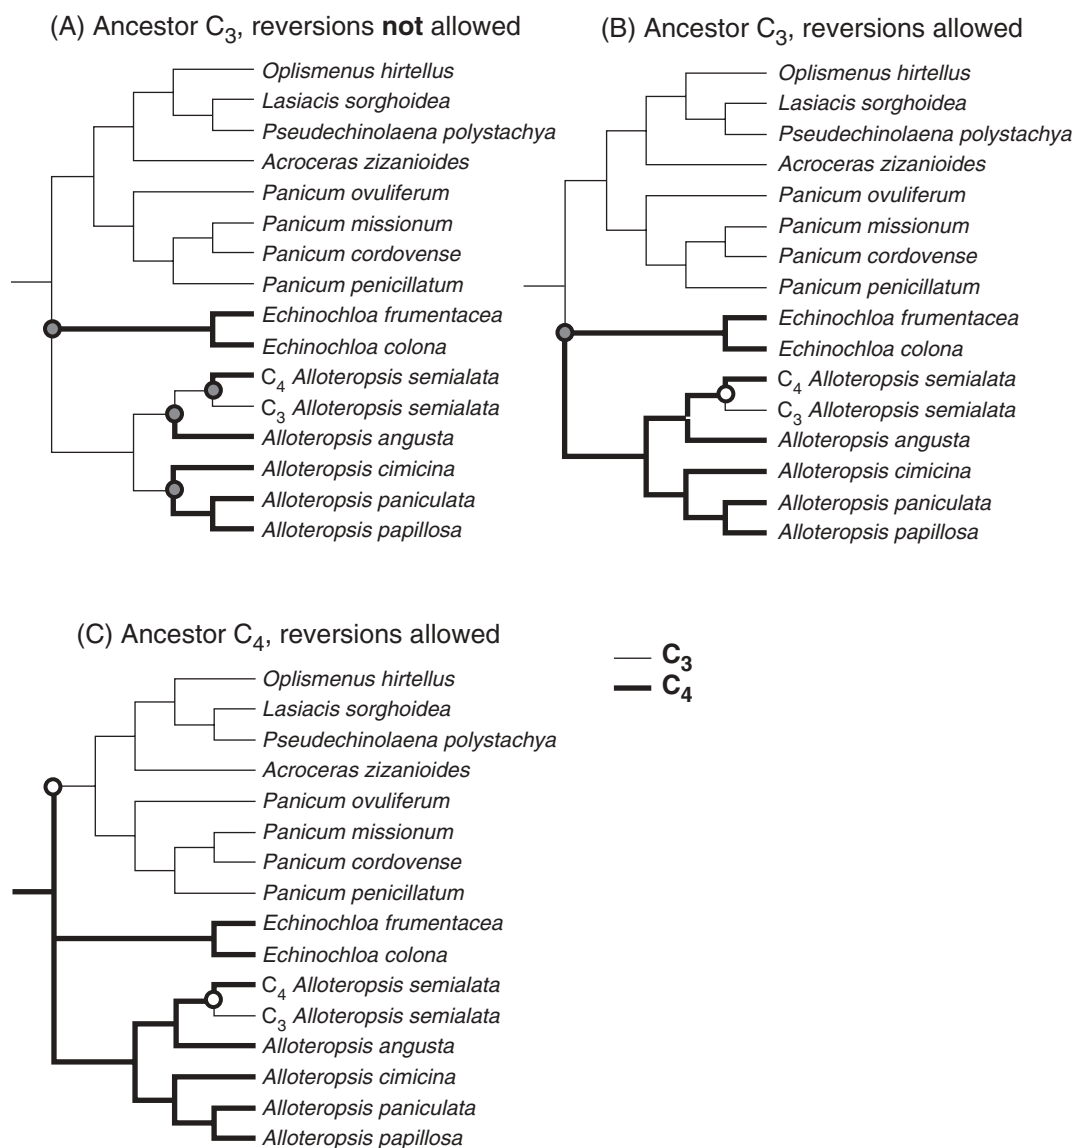 (A) Ancestor C3, reversions not allowed
Oplismenus hirtellus
Lasiacis sorghoidea
Pseudechinolaena polystachya
Acroceras zizanioides
Panicum ovuliferum
Panicum missionum
Panicum cordovense
Panicum penicillatum
Echinochloa frumentacea
Echinochloa colona
C4 Alloteropsis semialata
C3 Alloteropsis semialata
Alloteropsis angusta
Alloteropsis cimicina
Alloteropsis paniculata
Alloteropsis papillosa
(B) Ancestor C3, reversions allowed
Oplismenus hirtellus
Lasiacis sorghoidea
Pseudechinolaena polystachya
Acroceras zizanioides
Panicum ovuliferum
Panicum missionum
Panicum cordovense
Panicum penicillatum
Echinochloa frumentacea
Echinochloa colona
C4 Alloteropsis semialata
C3 Alloteropsis semialata
Alloteropsis angusta
Alloteropsis cimicina
Alloteropsis paniculata
Alloteropsis papillosa
(C) Ancestor C4, reversions allowed
Oplismenus hirtellus
Lasiacis sorghoidea
Pseudechinolaena polystachya
Acroceras zizanioides
Panicum ovuliferum
Panicum missionum
Panicum cordovense
Panicum penicillatum
Echinochloa frumentacea
Echinochloa colona
C4 Alloteropsis semialata
C3 Alloteropsis semialata
Alloteropsis angusta
Alloteropsis cimicina
Alloteropsis paniculata
Alloteropsis papillosa
C3
C4